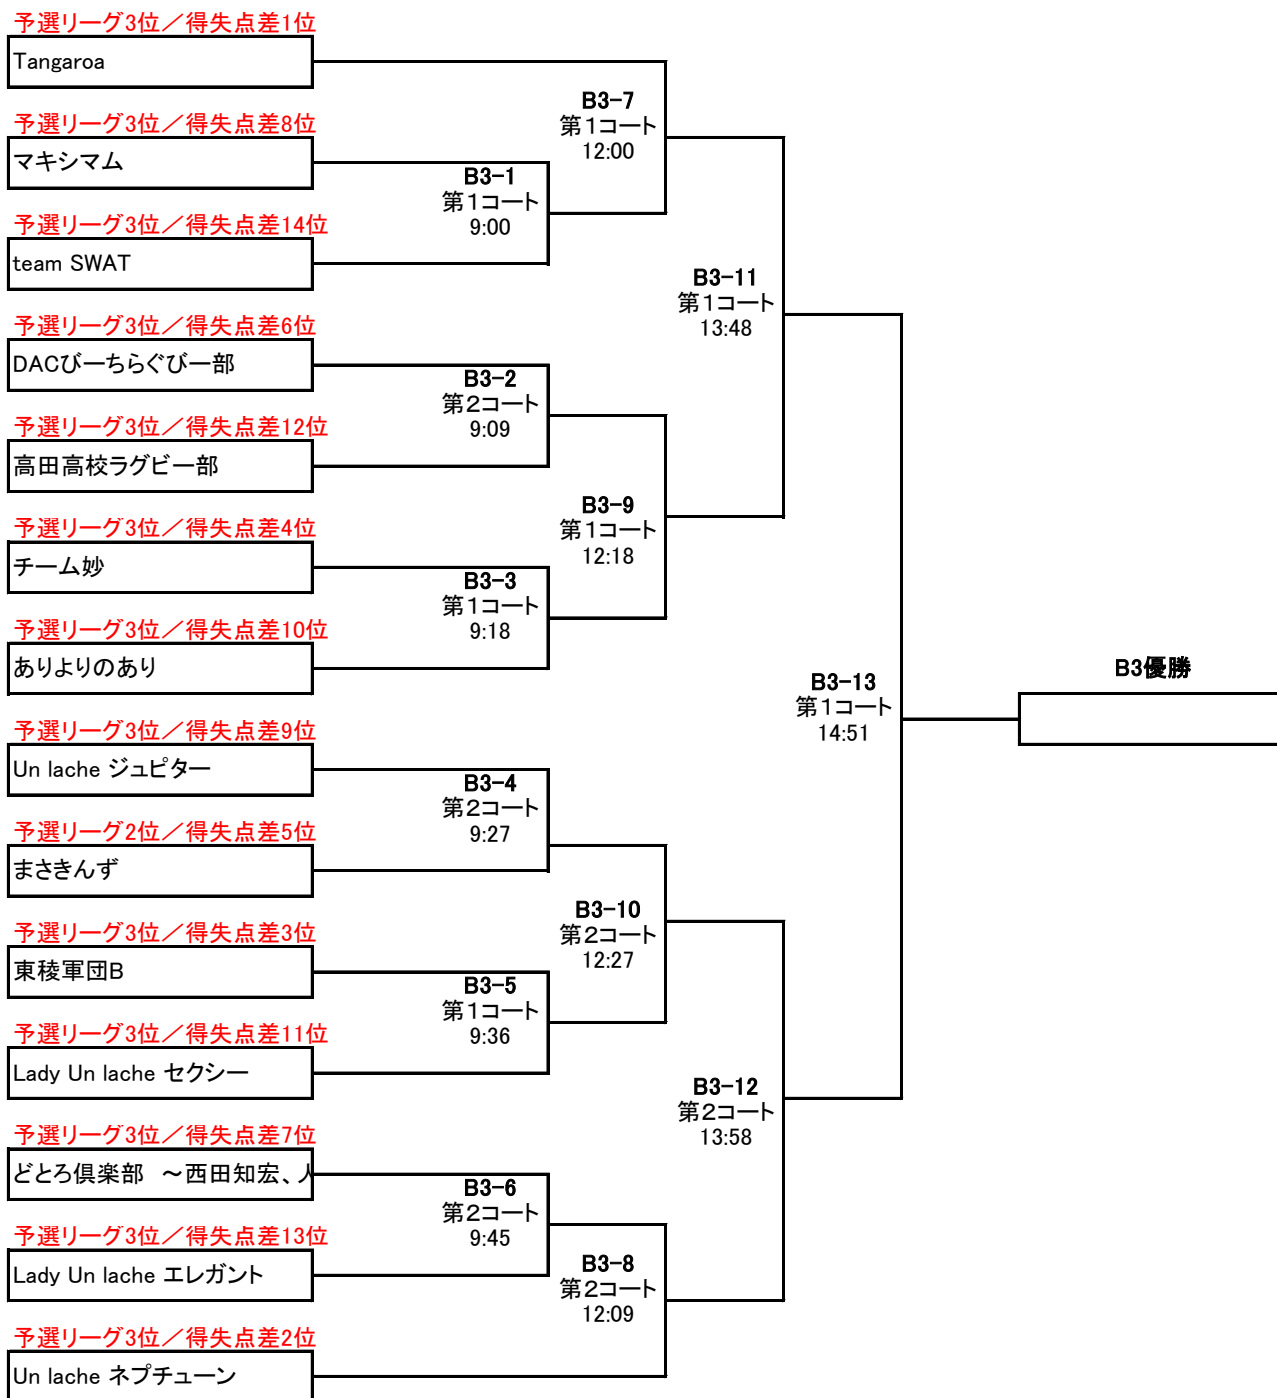 予選リーグ3位／得失点差1位
Tangaroa
B3-7
第1コート
12:00
予選リーグ3位／得失点差8位
マキシマム
B3-1
第1コート
9:00
予選リーグ3位／得失点差14位
team SWAT
B3-11
第1コート
13:48
予選リーグ3位／得失点差6位
DACびーちらぐびー部
B3-2
第2コート
9:09
予選リーグ3位／得失点差12位
高田高校ラグビー部
B3-9
第1コート
12:18
予選リーグ3位／得失点差4位
チーム妙
B3-3
第1コート
9:18
予選リーグ3位／得失点差10位
ありよりのあり
B3優勝
B3-13
第1コート
14:51
予選リーグ3位／得失点差9位
Un lache ジュピター
B3-4
第2コート
9:27
予選リーグ2位／得失点差5位
まさきんず
B3-10
第2コート
12:27
予選リーグ3位／得失点差3位
東稜軍団B
B3-5
第1コート
9:36
予選リーグ3位／得失点差11位
Lady Un lache セクシー
B3-12
第2コート
13:58
予選リーグ3位／得失点差7位
どとろ倶楽部　～西田知宏、人
B3-6
第2コート
9:45
予選リーグ3位／得失点差13位
Lady Un lache エレガント
B3-8
第2コート
12:09
予選リーグ3位／得失点差2位
Un lache ネプチューン